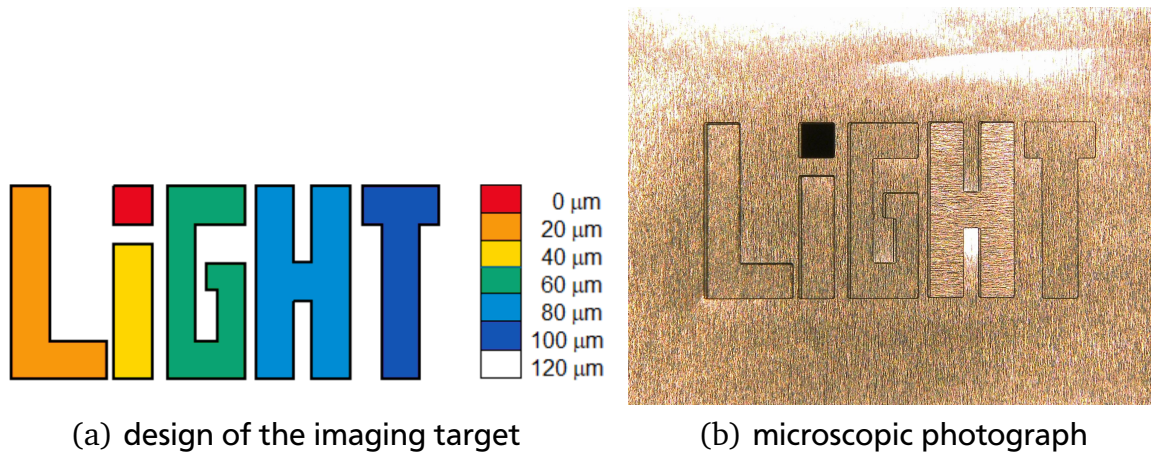 LiGHT
0 μm
20 μm
40 μm
60 μm
80 μm
100 μm
120 μm
LiGHT
(a) design of the imaging target
(b) microscopic photograph